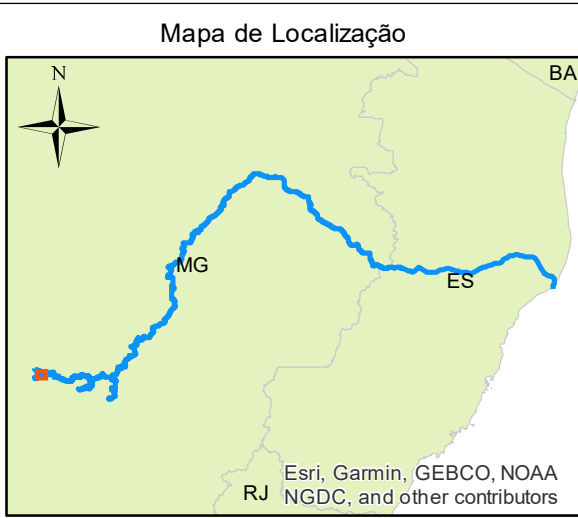 Mapa de Localização
N
BA
MG
ES
RJ
Esri, Garmin, GEBCO, NOAA
NGDC, and other contributors